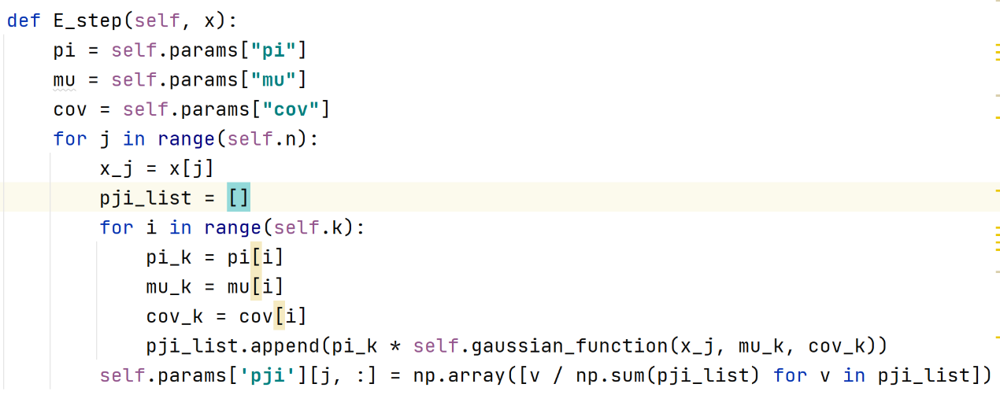 def E_step(self, x):
    pi = self.params["pi"]
    mu = self.params["mu"]
    cov = self.params["cov"]
    for j in range(self.n):
        x_j = x[j]
        pji_list = []
        for i in range(self.k):
            pi_k = pi[i]
            mu_k = mu[i]
            cov_k = cov[i]
            pji_list.append(pi_k * self.gaussian_function(x_j, mu_k, cov_k))
        self.params['pji'][j, :] = np.array([v / np.sum(pji_list) for v in pji_list])